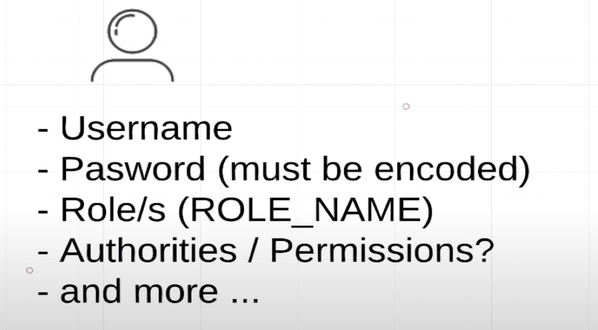 - Username
- Pasword (must be encoded)
- Role/s (ROLE_NAME)
- Authorities / Permissions?
- and more ...